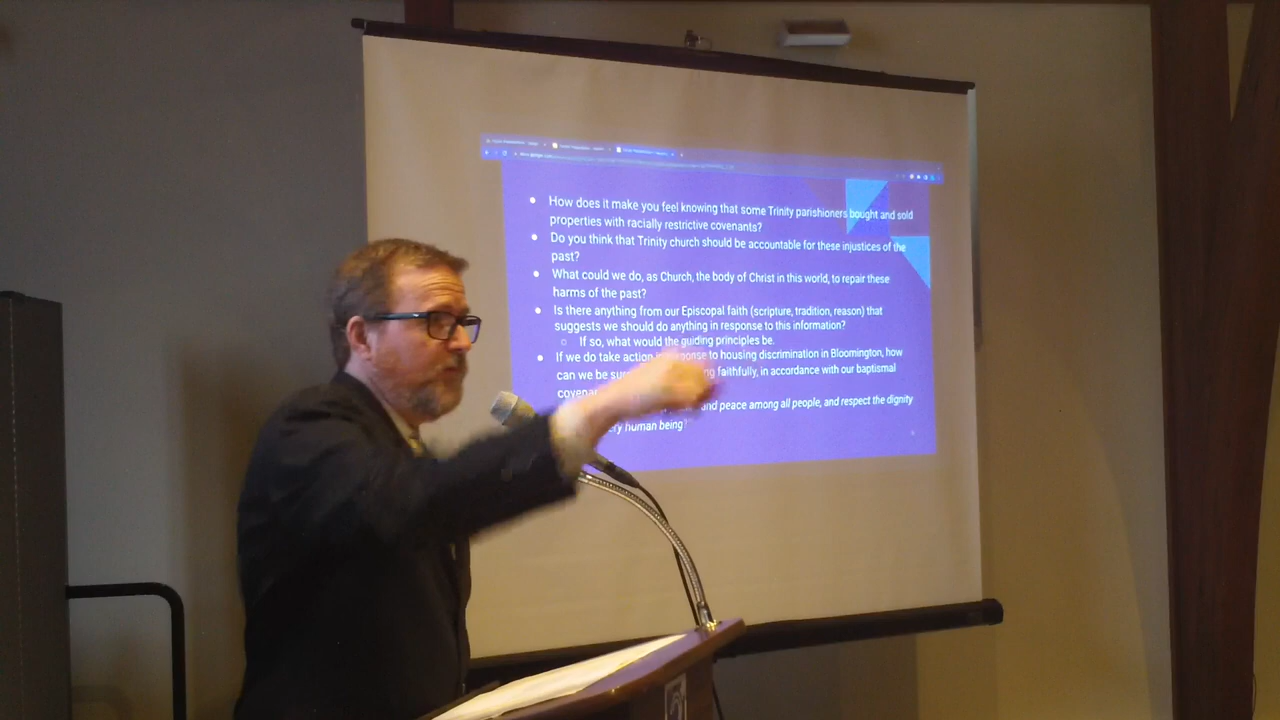 • How does it make you feel knowing that some Trinity parishioners bought and sold
properties with racially restrictive covenants?
• Do you think that Trinity church should be accountable for these injustices of the
past?
• What could we do, as Church, the body of Christ in this world, to repair these
harms of the past?
• Is there anything from our Episcopal faith (scripture, tradition, reason) that
suggests we should do anything in response to this information?
○ If so, what would the guiding principles be.
• If we do take action to housing discrimination in Bloomington, how
can we be faithfully, in accordance with our baptismal
and peace among all people, and respect the dignity
human being